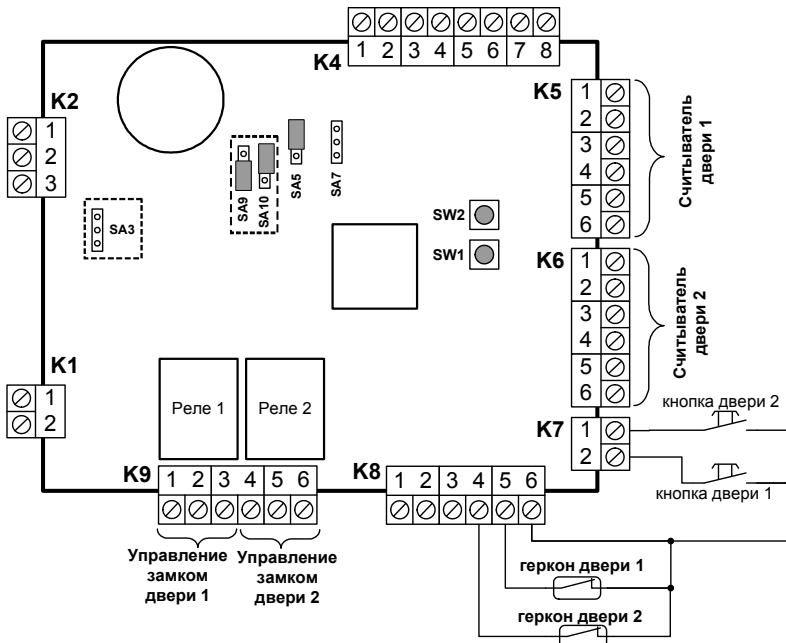 K4
1 2 3 4 5 6 7 8
K2
1
2
3
K5
1
2
3
4
5
6
Считыватель
двери 1
SA3
SA9
SA10
SA5
SA7
SW2
SW1
K6
1
2
3
4
5
6
Считыватель
двери 2
K1
1
2
Реле 1
Реле 2
K7
1
2
кнопка двери 2
кнопка двери 1
K9
1 2 3 4 5 6
K8
1 2 3 4 5 6
Управление
замком
двери 1
Управление
замком
двери 2
геркон двери 1
геркон двери 2